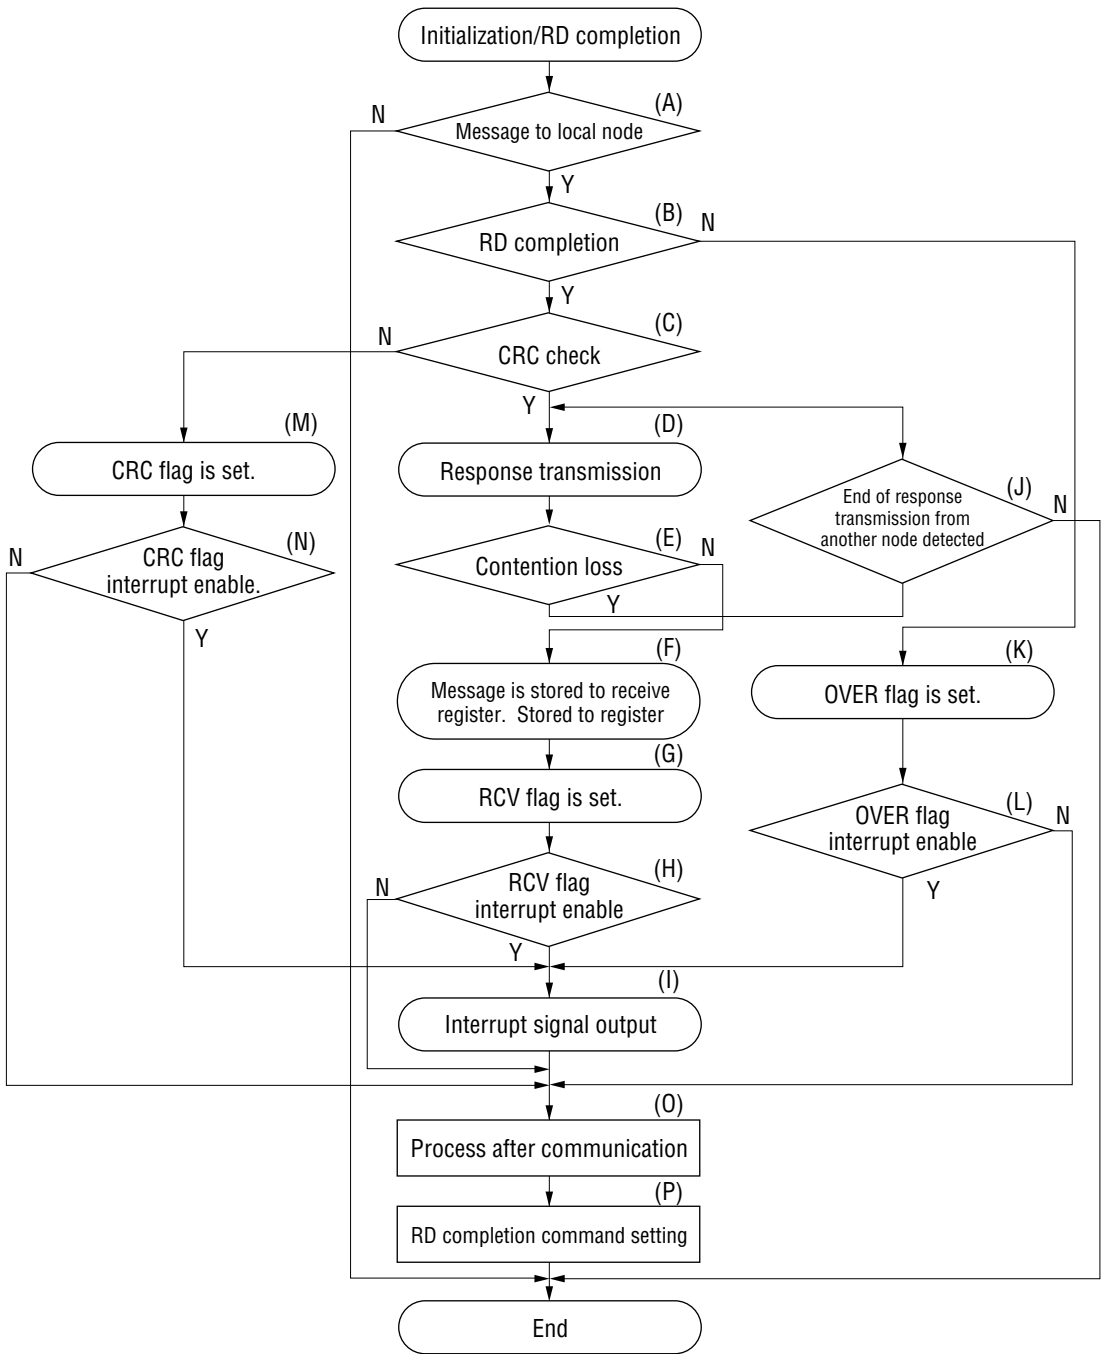 Initialization/RD completion
(A)
N
Message to local node
Y
(B)
N
RD completion
Y
(C)
N
CRC check
Y
(M)
(D)
CRC flag is set.
Response transmission
(J)
N
End of response
transmission from
another node detected
N
(N)
CRC flag
interrupt enable.
Y
(E)
N
Contention loss
Y
(F)
Message is stored to receive
register. Stored to register
(K)
OVER flag is set.
(G)
RCV flag is set.
(L)
N
OVER flag
interrupt enable
Y
(H)
N
RCV flag
interrupt enable
Y
(I)
Interrupt signal output
(O)
Process after communication
(P)
RD completion command setting
End